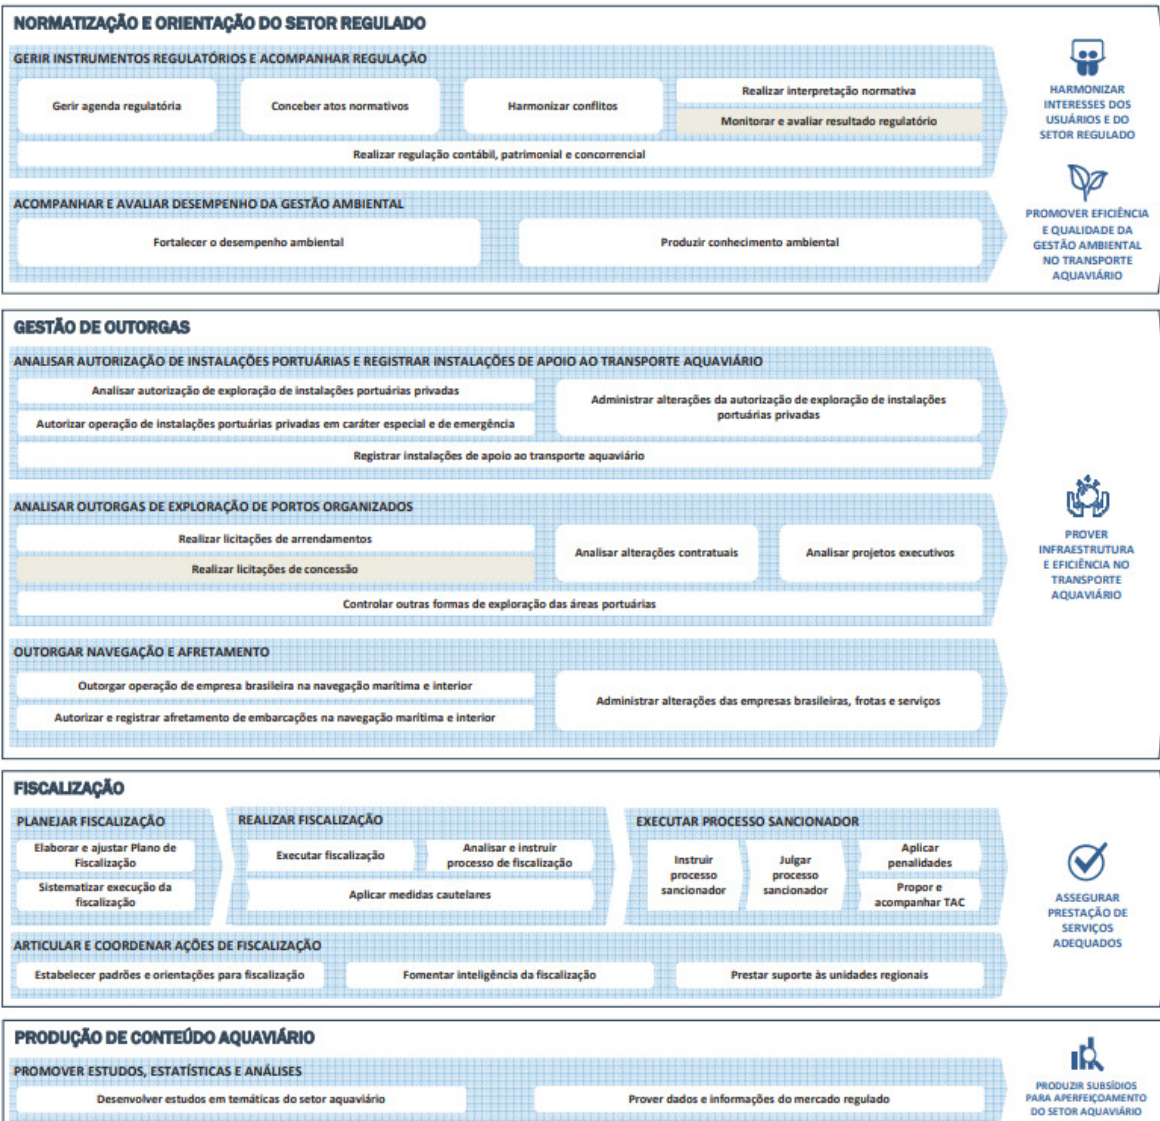 NORMATIZAÇÃO E ORIENTAÇÃO DO SETOR REGULADO
GERIR INSTRUMENTOS REGULATÓRIOS E ACOMPANHAR REGULAÇÃO
Gerir agenda regulatória
Conceber atos normativos
Harmonizar conflitos
Realizar interpretação normativa
Monitorar e avaliar resultado regulatório
Realizar regulação contábil, patrimonial e concorrencial
HARMONIZAR
INTERESSES DOS
USUÁRIOS E DO
SETOR REGULADO
ACOMPANHAR E AVALIAR DESEMPENHO DA GESTÃO AMBIENTAL
Fortalecer o desempenho ambiental
Produzir conhecimento ambiental
PROMOVER EFICIÊNCIA
E QUALIDADE DA
GESTÃO AMBIENTAL
NO TRANSPORTE
AQUAVIÁRIO
GESTÃO DE OUTORGAS
ANALISAR AUTORIZAÇÃO DE INSTALAÇÕES PORTUÁRIAS E REGISTRAR INSTALAÇÕES DE APOIO AO TRANSPORTE AQUAVIÁRIO
Analisar autorização de exploração de instalações portuárias privadas
Autorizar operação de instalações portuárias privadas em caráter especial e de emergência
Administrar alterações da autorização de exploração de instalações
portuárias privadas
Registrar instalações de apoio ao transporte aquaviário
ANALISAR OUTORGAS DE EXPLORAÇÃO DE PORTOS ORGANIZADOS
Realizar licitações de arrendamentos
Realizar licitações de concessão
Analisar alterações contratuais
Analisar projetos executivos
Controlar outras formas de exploração das áreas portuárias
PROVER
INFRAESTRUTURA
E EFICIÊNCIA NO
TRANSPORTE
AQUAVIÁRIO
OUTORGAR NAVEGAÇÃO E AFRETAMENTO
Outorgar operação de empresa brasileira na navegação marítima e interior
Autorizar e registrar afretamento de embarcações na navegação marítima e interior
Administrar alterações das empresas brasileiras, frotas e serviços
FISCALIZAÇÃO
PLANEJAR FISCALIZAÇÃO
Elaborar e ajustar Plano de
Fiscalização
Sistematizar execução da
fiscalização
REALIZAR FISCALIZAÇÃO
Executar fiscalização
Analisar e instruir
processo de fiscalização
Aplicar medidas cautelares
EXECUTAR PROCESSO SANCIONADOR
Instruir
processo
sancionador
Julgar
processo
sancionador
Aplicar
penalidades
Propor e
acompanhar TAC
ASSEGURAR
PRESTAÇÃO DE
SERVIÇOS
ADEQUADOS
ARTICULAR E COORDENAR AÇÕES DE FISCALIZAÇÃO
Estabelecer padrões e orientações para fiscalização
Fomentar inteligência da fiscalização
Prestar suporte às unidades regionais
PRODUÇÃO DE CONTEÚDO AQUAVIÁRIO
PROMOVER ESTUDOS, ESTATÍSTICAS E ANÁLISES
Desenvolver estudos em temáticas do setor aquaviário
Prover dados e informações do mercado regulado
PRODUZIR SUBSÍDIOS
PARA APERFEIÇOAMENTO
DO SETOR AQUAVIÁRIO